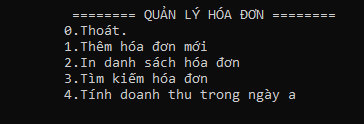 ======== QUẢN LÝ HÓA ĐƠN ========
0.Thoát.
1.Thêm hóa đơn mới
2.In danh sách hóa đơn
3.Tìm kiếm hóa đơn
4.Tính doanh thu trong ngày a